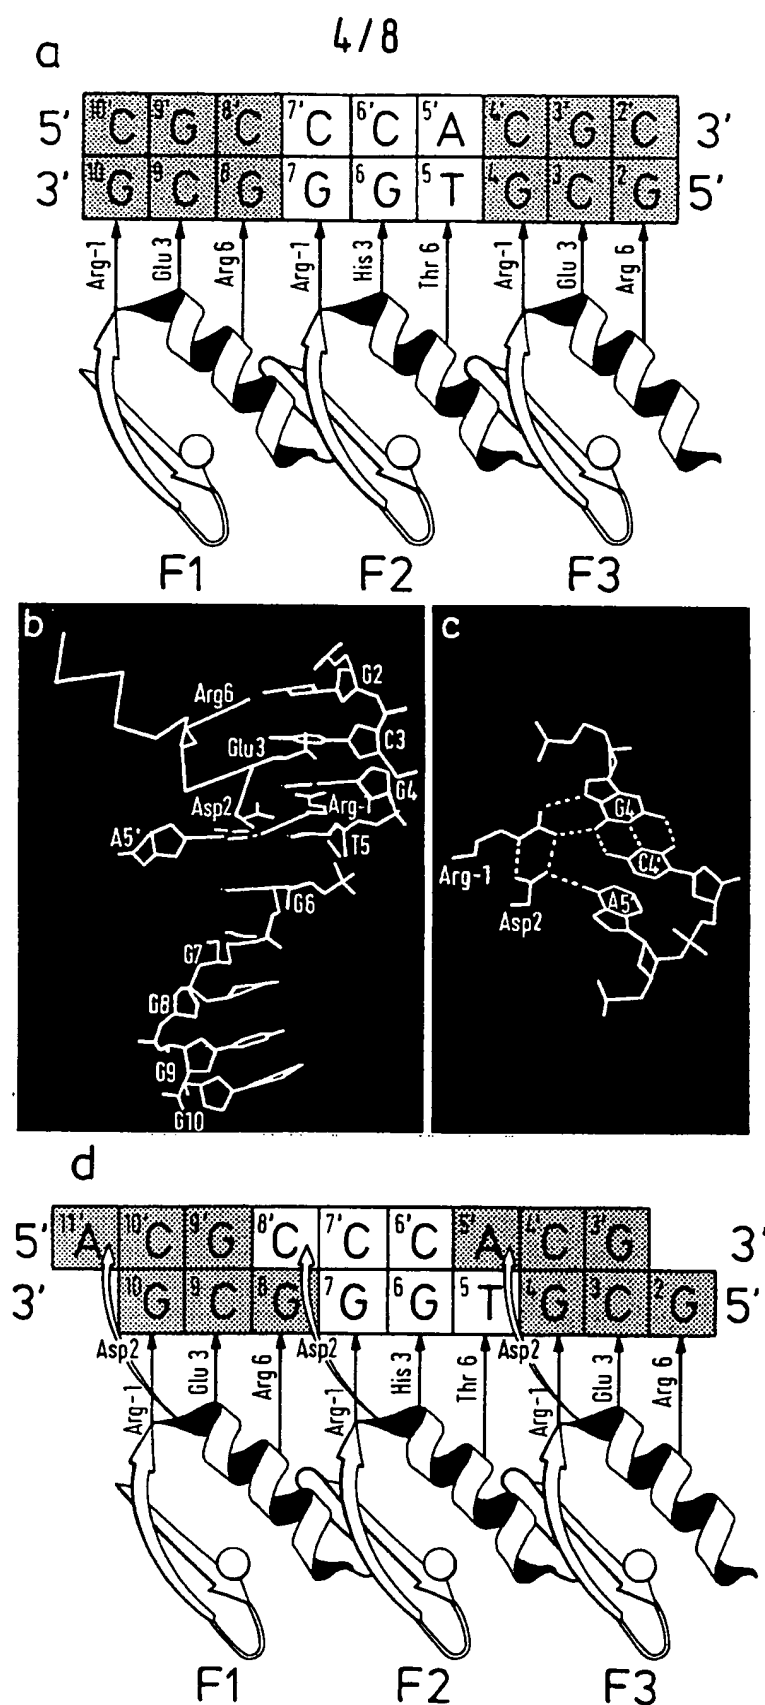 4/8
a
5' 10'C 9'G 8'C 7'C 6'C 5'A 4'C 3'G 2'C 3'
3' 10G 9C 8G 7G 6G 5T 4G 3C 2G 5'
Arg-1 Glu 3 Arg 6 Arg-1 His 3 Thr 6 Arg-1 Glu 3 Arg 6
F1 F2 F3
b
G2
Arg6
Glu3
C3
G4
Asp2
Arg-1
A5'
T5
G6
G7
G8
G9
G10
c
G4
C4'
Arg-1
A5'
Asp2
d
5' 11'A 10'C 9'G 8'C 7'C 6'C 5'A 4'C 3'G 3'
3' 10G 9C 8G 7G 6G 5T 4G 3C 2G 5'
Asp2 Asp2 Asp2
Arg-1 Glu 3 Arg 6 Arg-1 His 3 Thr 6 Arg-1 Glu 3 Arg 6
F1 F2 F3